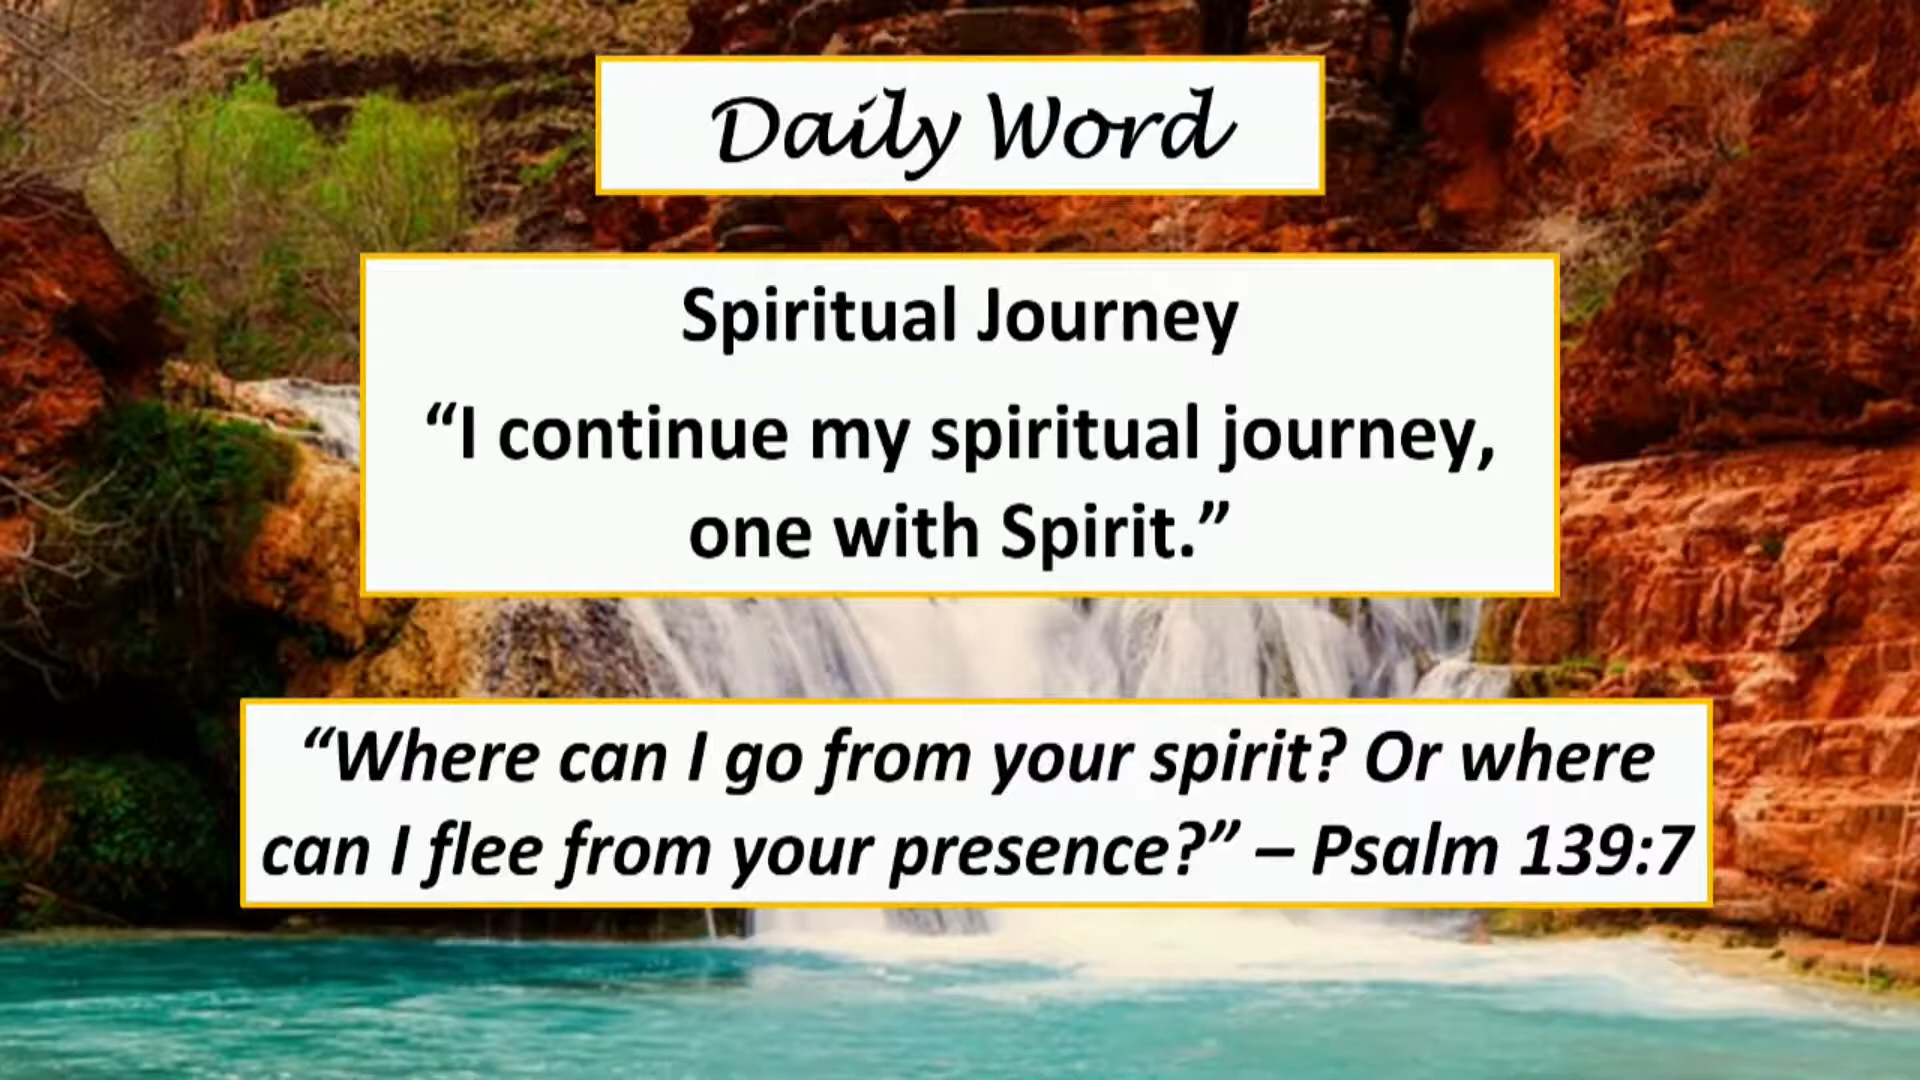 Daily Word
Spiritual Journey
“I continue my spiritual journey,
one with Spirit.”
“Where can I go from your spirit? Or where
can I flee from your presence?” – Psalm 139:7